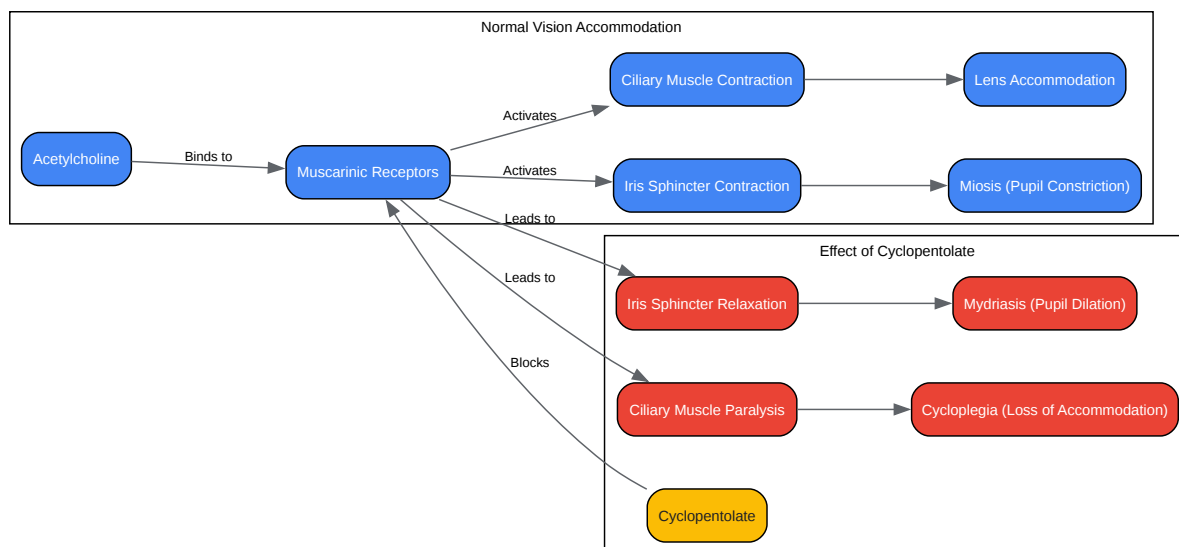 Normal Vision Accommodation
Ciliary Muscle Contraction
Lens Accommodation
Activates
Acetylcholine
Binds to
Muscarinic Receptors
Activates
Iris Sphincter Contraction
Miosis (Pupil Constriction)
Leads to
Effect of Cyclopentolate
Leads to
Iris Sphincter Relaxation
Mydriasis (Pupil Dilation)
Blocks
Ciliary Muscle Paralysis
Cycloplegia (Loss of Accommodation)
Cyclopentolate